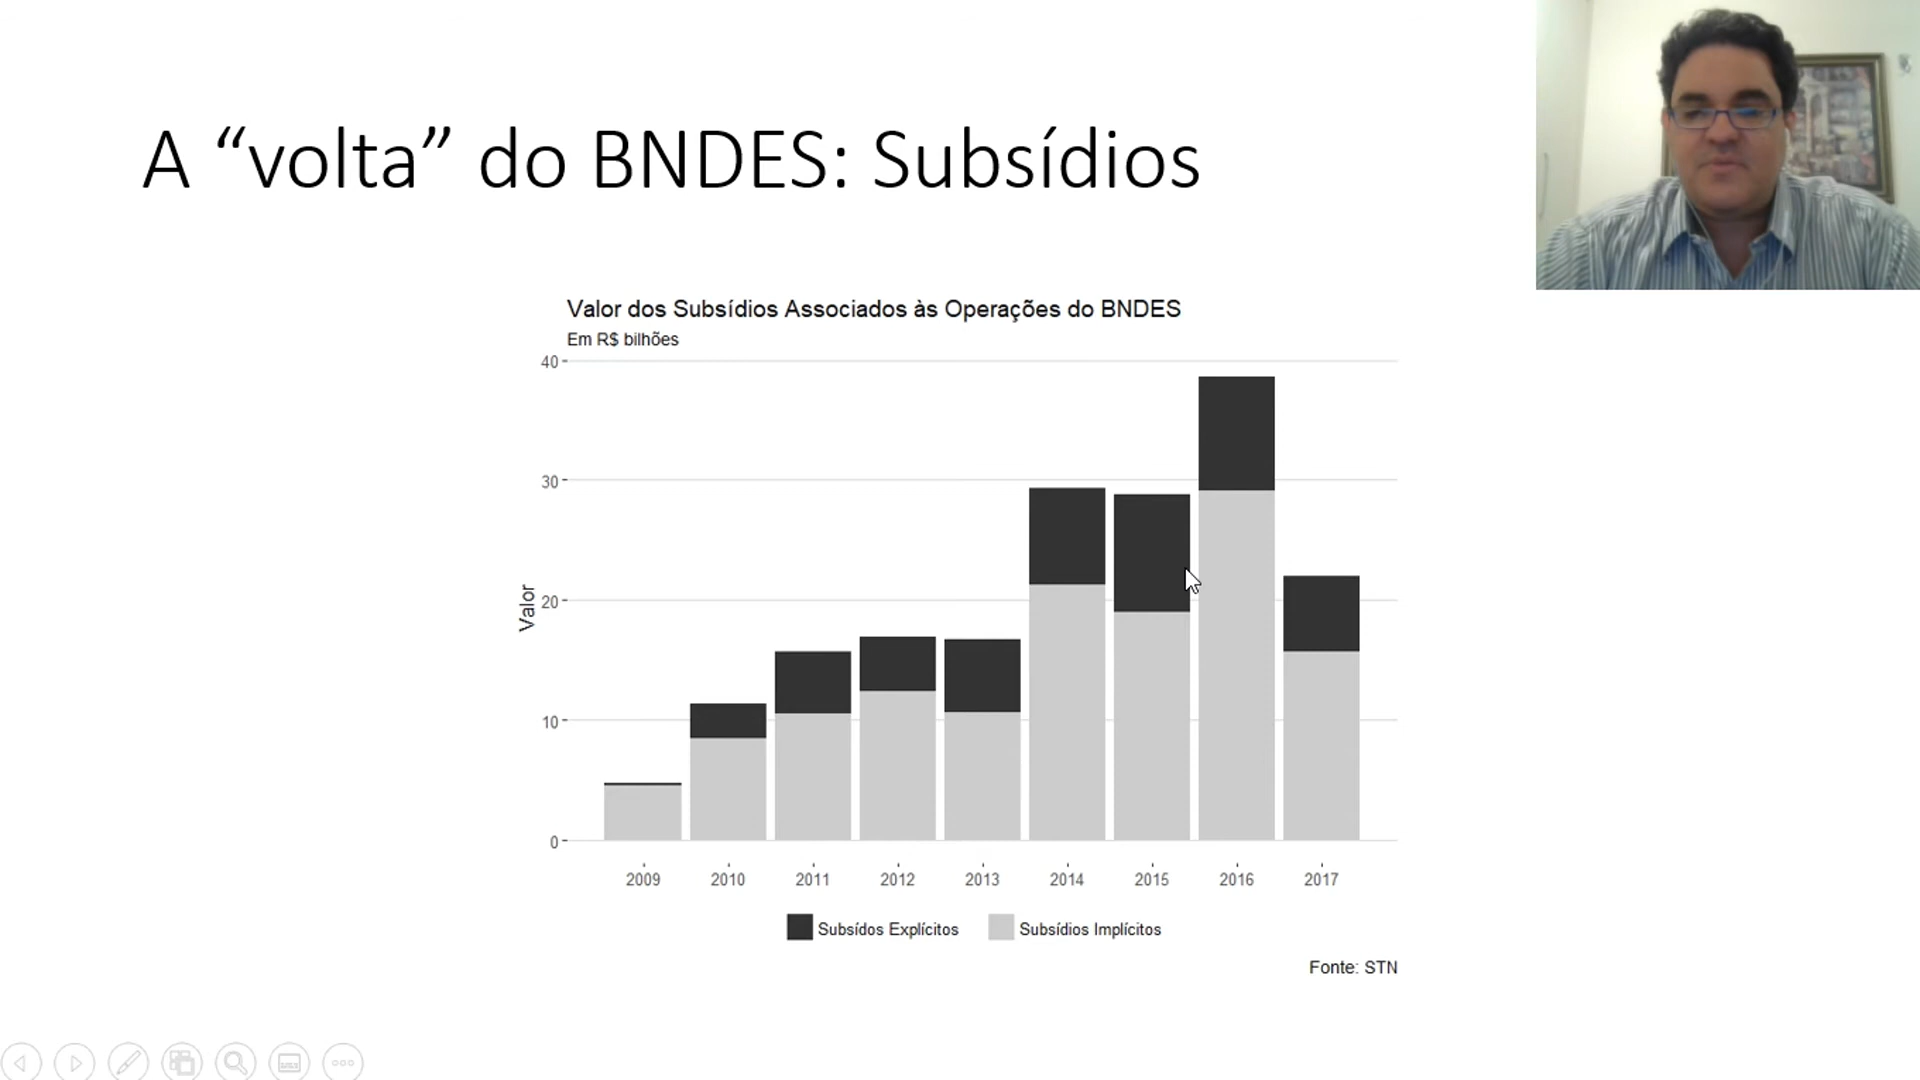 A “volta” do BNDES: Subsídios
Valor dos Subsídios Associados às Operações do BNDES
Em R$ bilhões
40
30
20
10
0
Valor
2009 2010 2011 2012 2013 2014 2015 2016 2017
Subsídos Explícitos Subsídios Implícitos
Fonte: STN